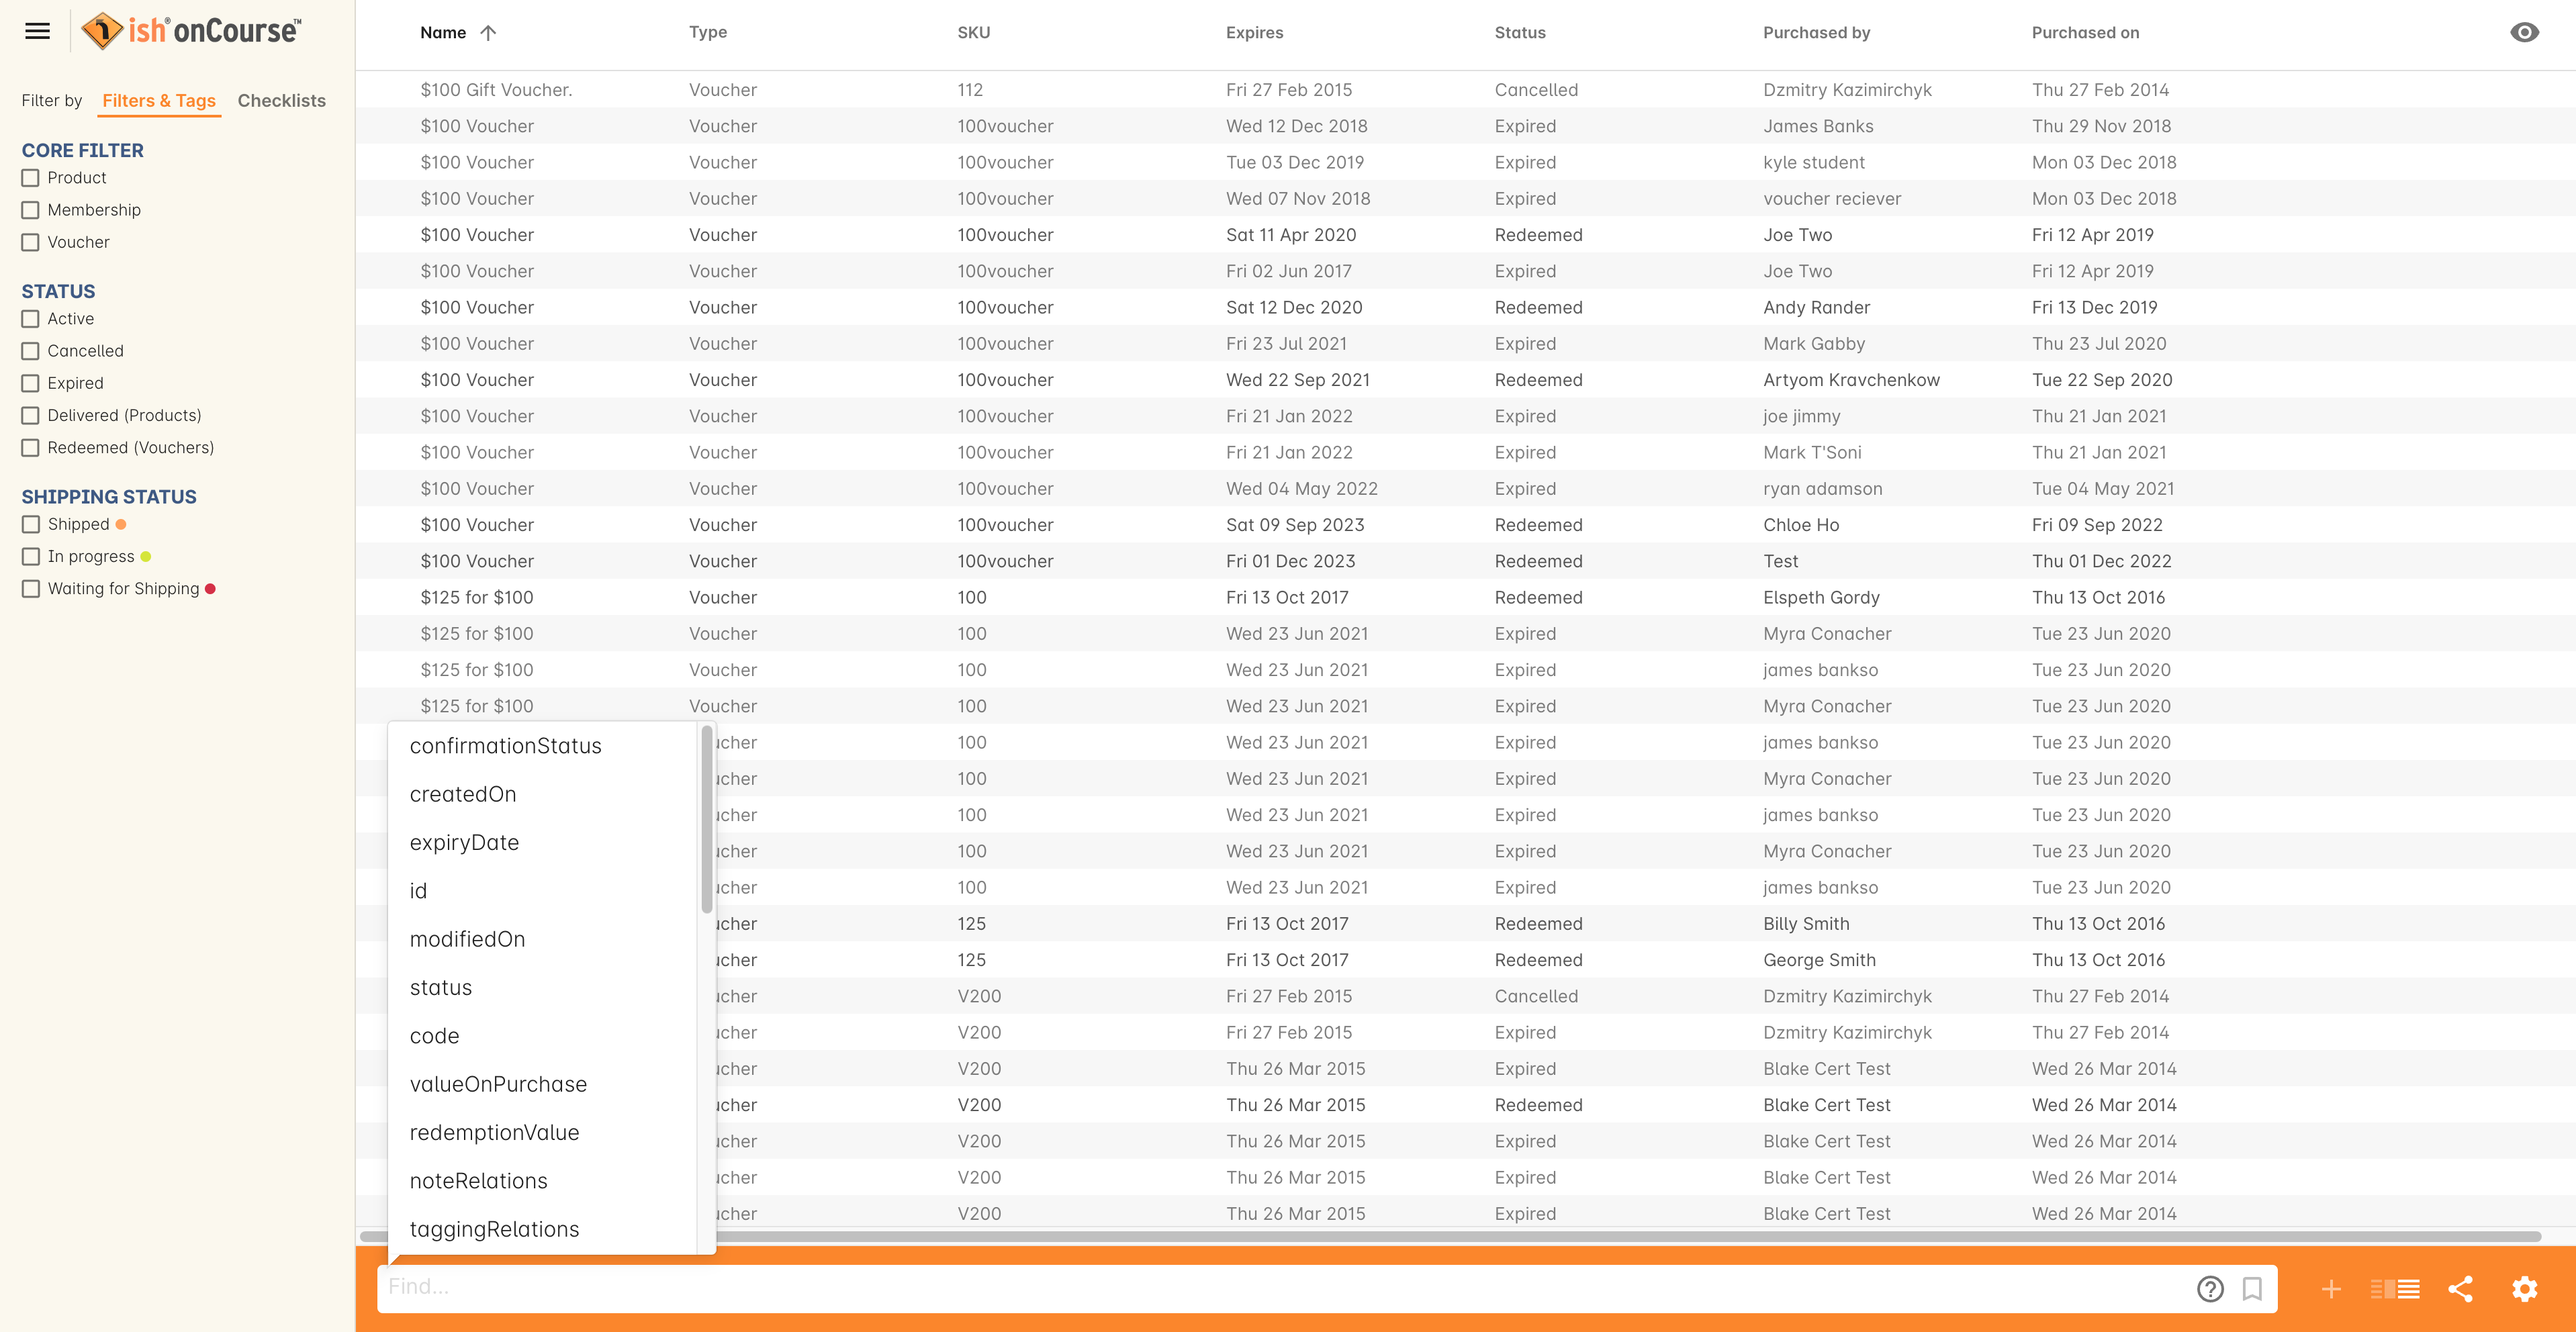 ish® onCourse™
Filter by Filters & Tags Checklists
CORE FILTER
Product
Membership
Voucher
STATUS
Active
Cancelled
Expired
Delivered (Products)
Redeemed (Vouchers)
SHIPPING STATUS
Shipped
In progress
Waiting for Shipping
Name Type SKU Expires Status Purchased by Purchased on
$100 Gift Voucher. Voucher 112 Fri 27 Feb 2015 Cancelled Dzmitry Kazimirchyk Thu 27 Feb 2014
$100 Voucher Voucher 100voucher Wed 12 Dec 2018 Expired James Banks Thu 29 Nov 2018
$100 Voucher Voucher 100voucher Tue 03 Dec 2019 Expired kyle student Mon 03 Dec 2018
$100 Voucher Voucher 100voucher Wed 07 Nov 2018 Expired voucher reciever Mon 03 Dec 2018
$100 Voucher Voucher 100voucher Sat 11 Apr 2020 Redeemed Joe Two Fri 12 Apr 2019
$100 Voucher Voucher 100voucher Fri 02 Jun 2017 Expired Joe Two Fri 12 Apr 2019
$100 Voucher Voucher 100voucher Sat 12 Dec 2020 Redeemed Andy Rander Fri 13 Dec 2019
$100 Voucher Voucher 100voucher Fri 23 Jul 2021 Expired Mark Gabby Thu 23 Jul 2020
$100 Voucher Voucher 100voucher Wed 22 Sep 2021 Redeemed Artyom Kravchenkow Tue 22 Sep 2020
$100 Voucher Voucher 100voucher Fri 21 Jan 2022 Expired joe jimmy Thu 21 Jan 2021
$100 Voucher Voucher 100voucher Fri 21 Jan 2022 Expired Mark T'Soni Thu 21 Jan 2021
$100 Voucher Voucher 100voucher Wed 04 May 2022 Expired ryan adamson Tue 04 May 2021
$100 Voucher Voucher 100voucher Sat 09 Sep 2023 Redeemed Chloe Ho Fri 09 Sep 2022
$100 Voucher Voucher 100voucher Fri 01 Dec 2023 Redeemed Test Thu 01 Dec 2022
$125 for $100 Voucher 100 Fri 13 Oct 2017 Redeemed Elspeth Gordy Thu 13 Oct 2016
$125 for $100 Voucher 100 Wed 23 Jun 2021 Expired Myra Conacher Tue 23 Jun 2020
$125 for $100 Voucher 100 Wed 23 Jun 2021 Expired james bankso Tue 23 Jun 2020
$125 for $100 Voucher 100 Wed 23 Jun 2021 Expired Myra Conacher Tue 23 Jun 2020
ucher 100 Wed 23 Jun 2021 Expired james bankso Tue 23 Jun 2020
ucher 100 Wed 23 Jun 2021 Expired Myra Conacher Tue 23 Jun 2020
ucher 100 Wed 23 Jun 2021 Expired james bankso Tue 23 Jun 2020
ucher 100 Wed 23 Jun 2021 Expired Myra Conacher Tue 23 Jun 2020
ucher 100 Wed 23 Jun 2021 Expired james bankso Tue 23 Jun 2020
ucher 125 Fri 13 Oct 2017 Redeemed Billy Smith Thu 13 Oct 2016
ucher 125 Fri 13 Oct 2017 Redeemed George Smith Thu 13 Oct 2016
ucher V200 Fri 27 Feb 2015 Cancelled Dzmitry Kazimirchyk Thu 27 Feb 2014
ucher V200 Fri 27 Feb 2015 Expired Dzmitry Kazimirchyk Thu 27 Feb 2014
ucher V200 Thu 26 Mar 2015 Expired Blake Cert Test Wed 26 Mar 2014
ucher V200 Thu 26 Mar 2015 Redeemed Blake Cert Test Wed 26 Mar 2014
ucher V200 Thu 26 Mar 2015 Expired Blake Cert Test Wed 26 Mar 2014
ucher V200 Thu 26 Mar 2015 Expired Blake Cert Test Wed 26 Mar 2014
ucher V200 Thu 26 Mar 2015 Expired Blake Cert Test Wed 26 Mar 2014
confirmationStatus
createdOn
expiryDate
id
modifiedOn
status
code
valueOnPurchase
redemptionValue
noteRelations
taggingRelations
Find...